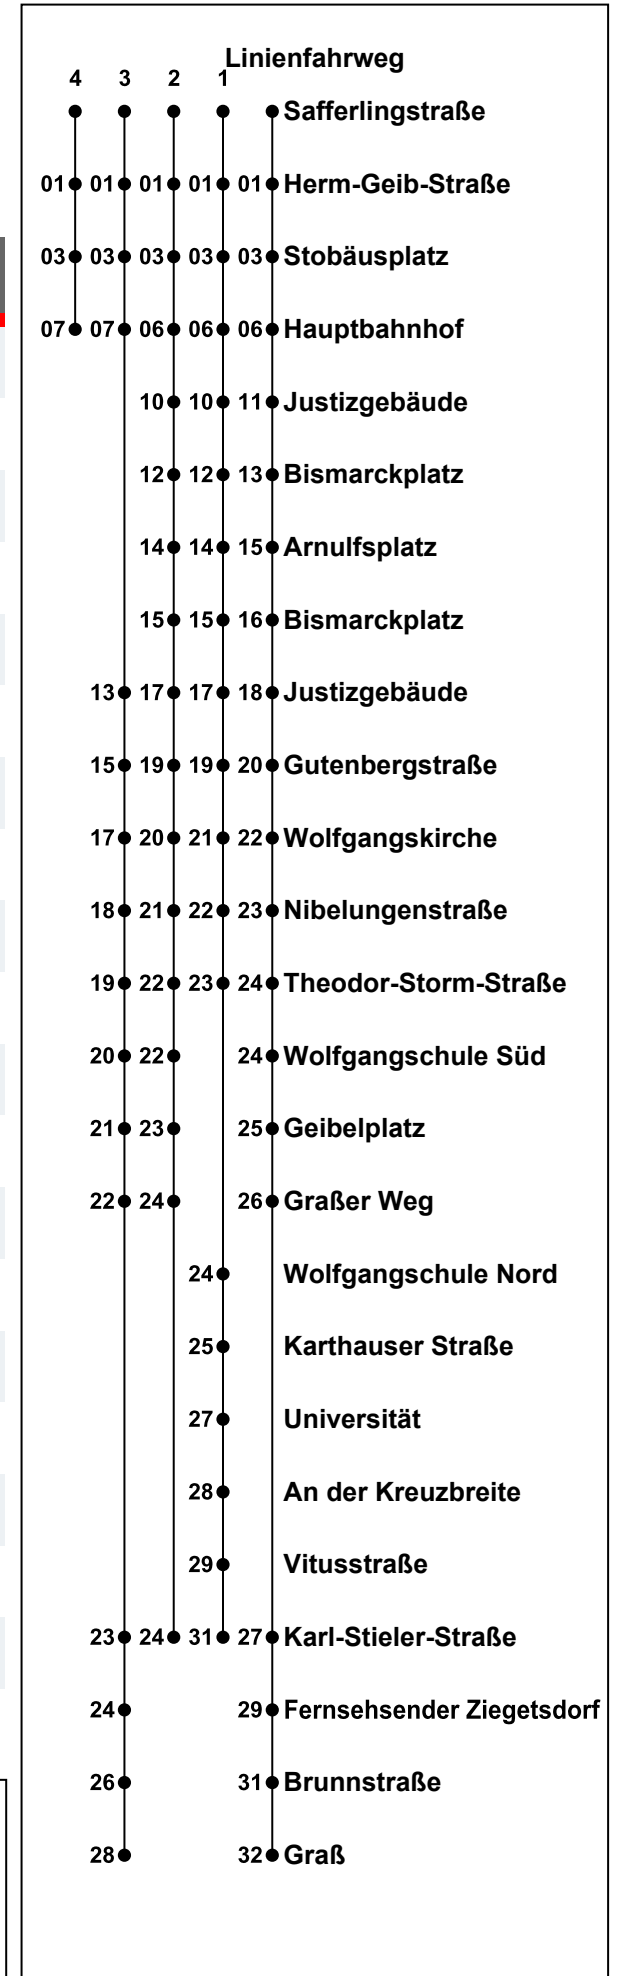 Linienfahrweg
4 3 2 1
Safferlingstraße
01 01 01 01 01 Herm-Geib-Straße
03 03 03 03 03 Stobäusplatz
07 07 06 06 06 Hauptbahnhof
10 10 11 Justizgebäude
12 12 13 Bismarckplatz
14 14 15 Arnulfsplatz
15 15 16 Bismarckplatz
13 17 17 18 Justizgebäude
15 19 19 20 Gutenbergstraße
17 20 21 22 Wolfgangskirche
18 21 22 23 Nibelungenstraße
19 22 23 24 Theodor-Storm-Straße
20 22 24 Wolfgangschule Süd
21 23 25 Geibelplatz
22 24 26 Graßer Weg
24 Wolfgangschule Nord
25 Karthauser Straße
27 Universität
28 An der Kreuzbreite
29 Vitusstraße
23 24 31 27 Karl-Stieler-Straße
24 29 Fernsehsender Ziegetsdorf
26 31 Brunnstraße
28 32 Graß